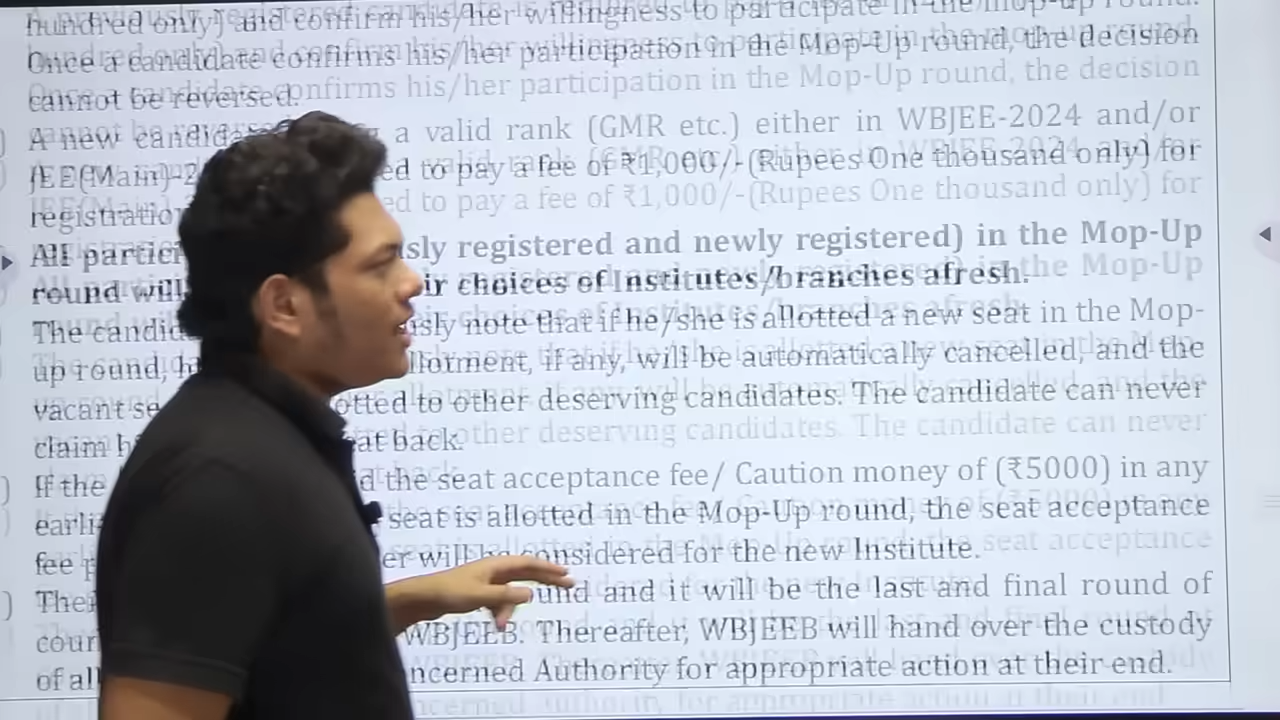 hundred only) and confirm his/her willingness to participate in the mop-up round.
Once a candidate confirms his/her participation in the Mop-Up round, the decision
cannot be reversed.
A new a valid rank (GMR etc.) either in WBJEE-2024 and/or
JEE(Main)-2 ed to pay a fee of ₹1,000/-(Rupees One thousand only) for
registration
All sly registered and newly registered) in the Mop-Up
round will ir choices of Institutes/branches afresh.
The sly note that if he/she is allotted a new seat in the Mop-
up round, if any, will be automatically cancelled, and the
vacant se otted to other deserving candidates. The candidate can never
claim at back.
If the d the seat acceptance fee/ Caution money of (₹5000) in any
earli seat is allotted in the Mop-Up round, the seat acceptance
fee er will be considered for the new Institute.
und and it will be the last and final round of
coun WBJEEB. Thereafter, WBJEEB will hand over the custody
of all ncerned Authority for appropriate action at their end.